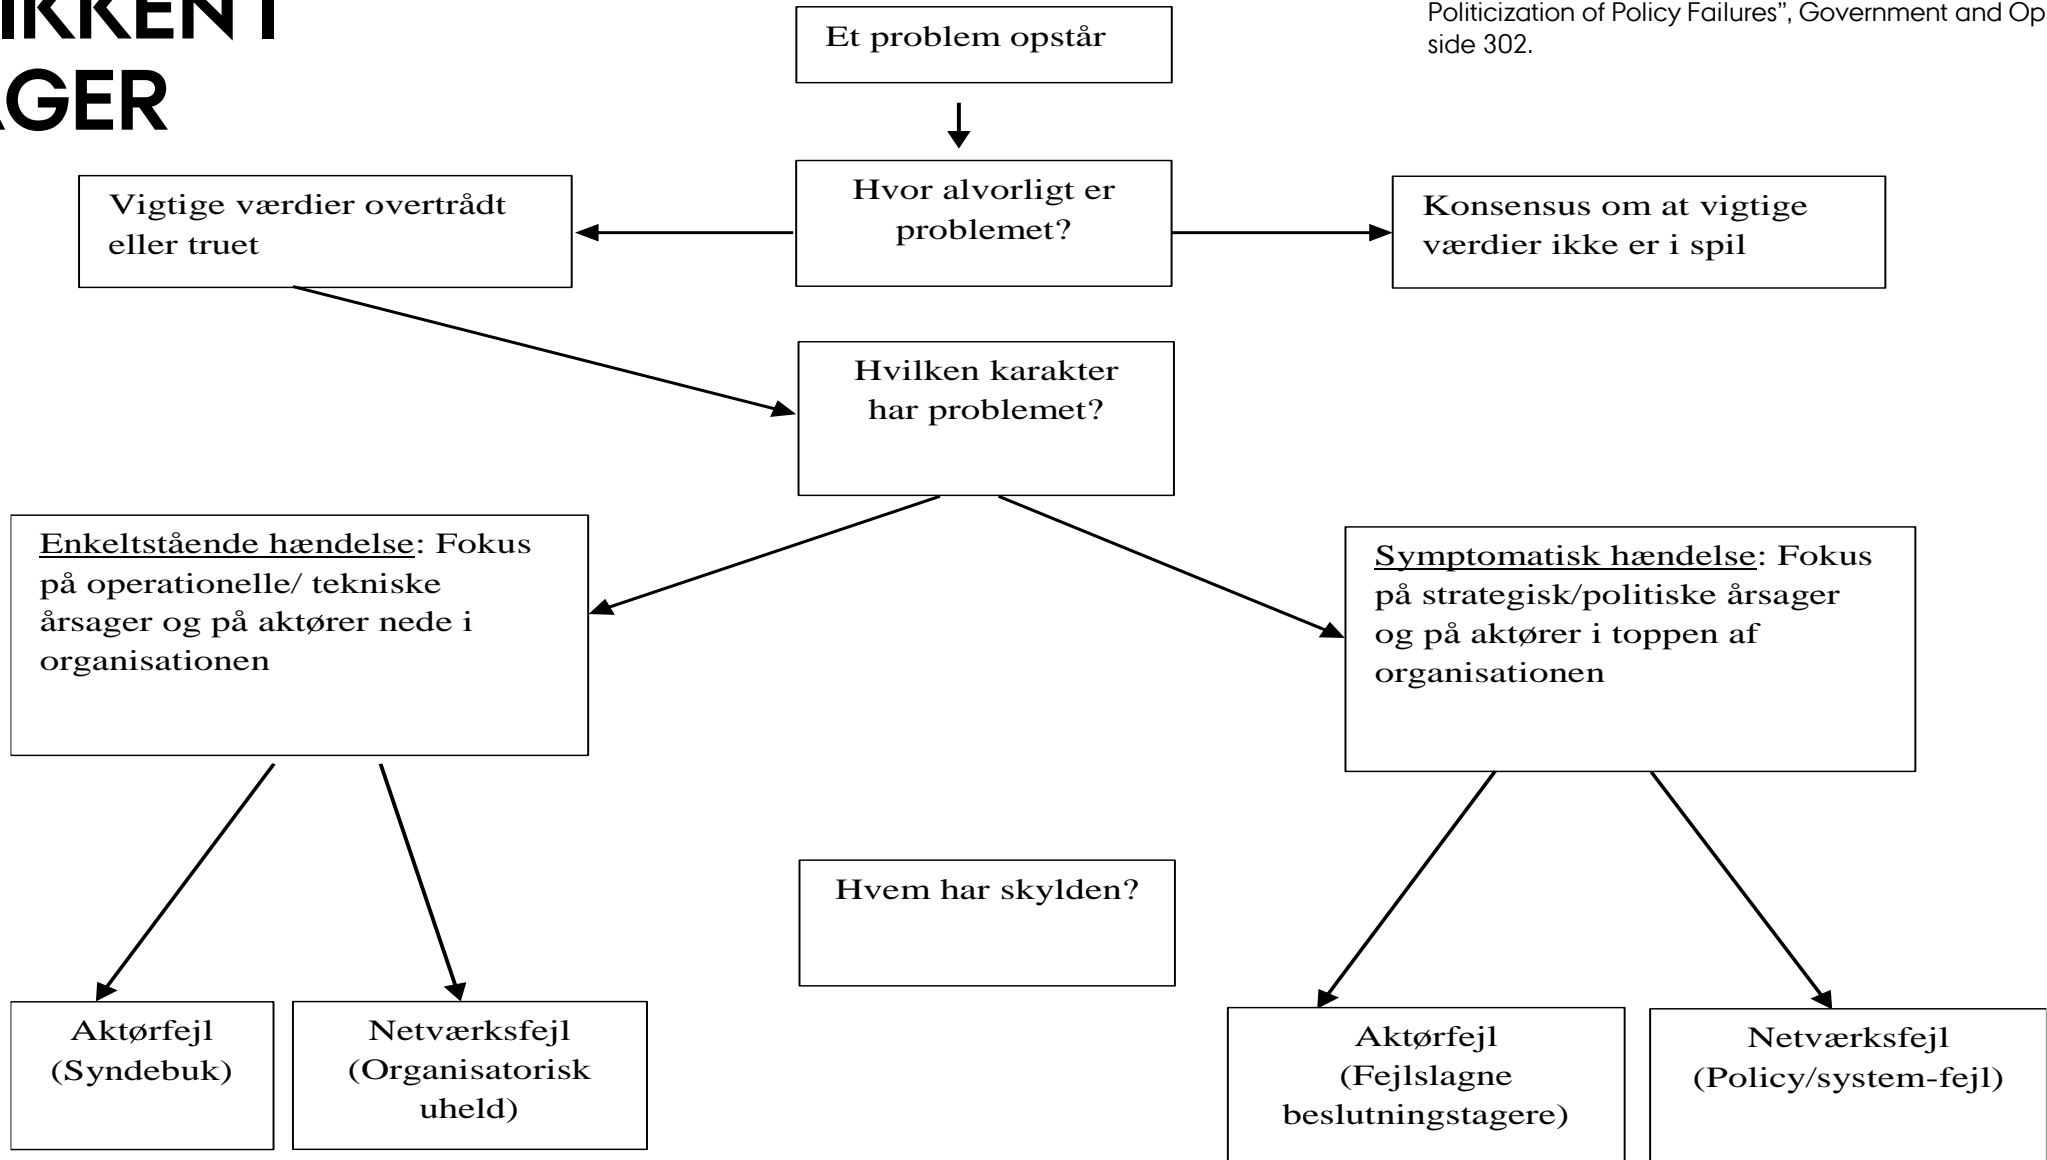 IKKEN I
AGER
Politicization of Policy Failures”, Government and Op
side 302.
Et problem opstår
Vigtige værdier overtrådt
eller truet
Hvor alvorligt er
problemet?
Konsensus om at vigtige
værdier ikke er i spil
Hvilken karakter
har problemet?
Enkeltstående hændelse: Fokus
på operationelle/ tekniske
årsager og på aktører nede i
organisationen
Symptomatisk hændelse: Fokus
på strategisk/politiske årsager
og på aktører i toppen af
organisationen
Hvem har skylden?
Aktørfejl
(Syndebuk)
Netværksfejl
(Organisatorisk
uheld)
Aktørfejl
(Fejlslagne
beslutningstagere)
Netværksfejl
(Policy/system-fejl)